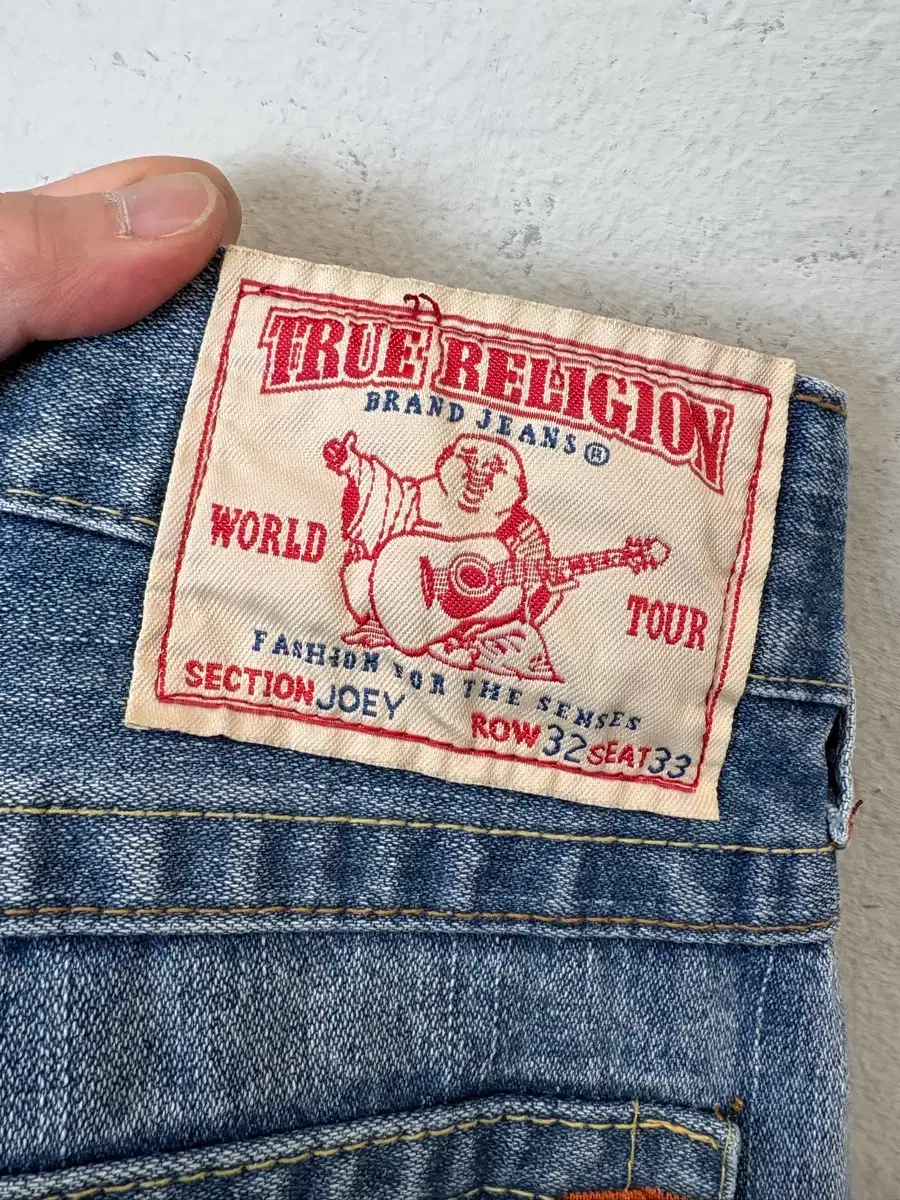 TRUE RELIGION
BRAND JEANS®
WORLD TOUR
FASHION FOR THE SENSES
SECTION JOEY ROW 32 SEAT 33